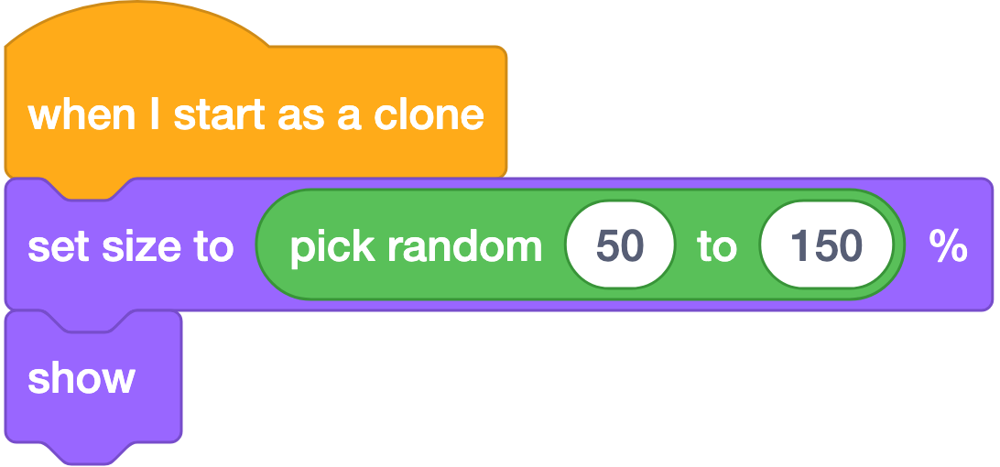 when I start as a clone
set size to pick random 50 to 150 %
show